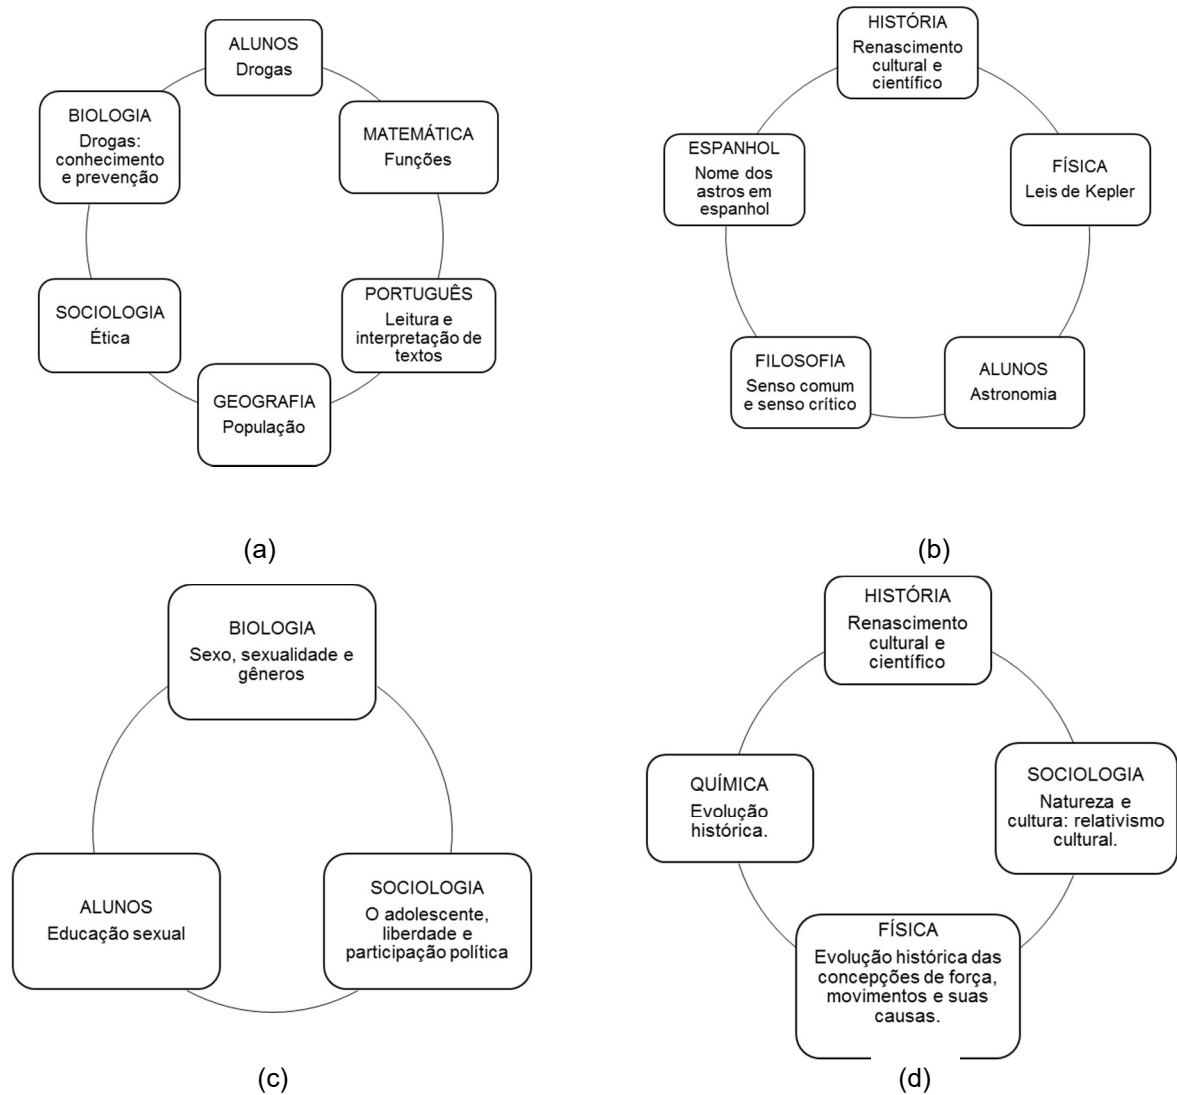 ALUNOS
Drogas
BIOLOGIA
Drogas:
conhecimento
e prevenção
MATEMÁTICA
Funções
SOCIOLOGIA
Ética
PORTUGUÊS
Leitura e
interpretação de
textos
GEOGRAFIA
População
(a)
HISTÓRIA
Renascimento
cultural e
científico
ESPANHOL
Nome dos
astros em
espanhol
FÍSICA
Leis de Kepler
FILOSOFIA
Senso comum
e senso crítico
ALUNOS
Astronomia
(b)
BIOLOGIA
Sexo, sexualidade e
gêneros
ALUNOS
Educação sexual
SOCIOLOGIA
O adolescente,
liberdade e
participação política
(c)
HISTÓRIA
Renascimento
cultural e
científico
QUÍMICA
Evolução
histórica.
SOCIOLOGIA
Natureza e
cultura: relativismo
cultural.
FÍSICA
Evolução histórica das
concepções de força,
movimentos e suas
causas.
(d)